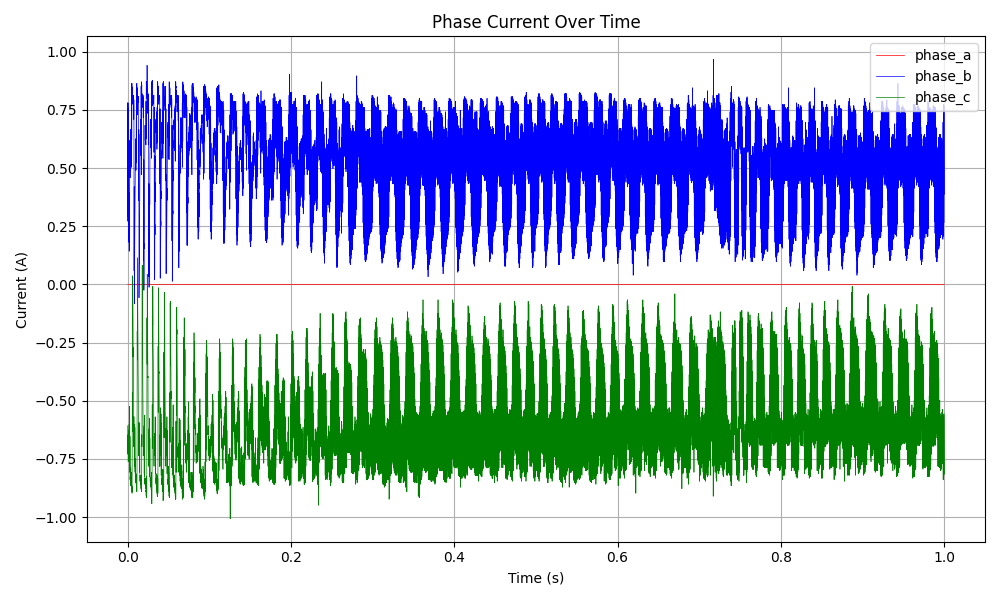 Phase Current Over Time
phase_a
phase_b
phase_c
Current (A)
1.00
0.75
0.50
0.25
0.00
−0.25
−0.50
−0.75
−1.00
0.0 0.2 0.4 0.6 0.8 1.0
Time (s)